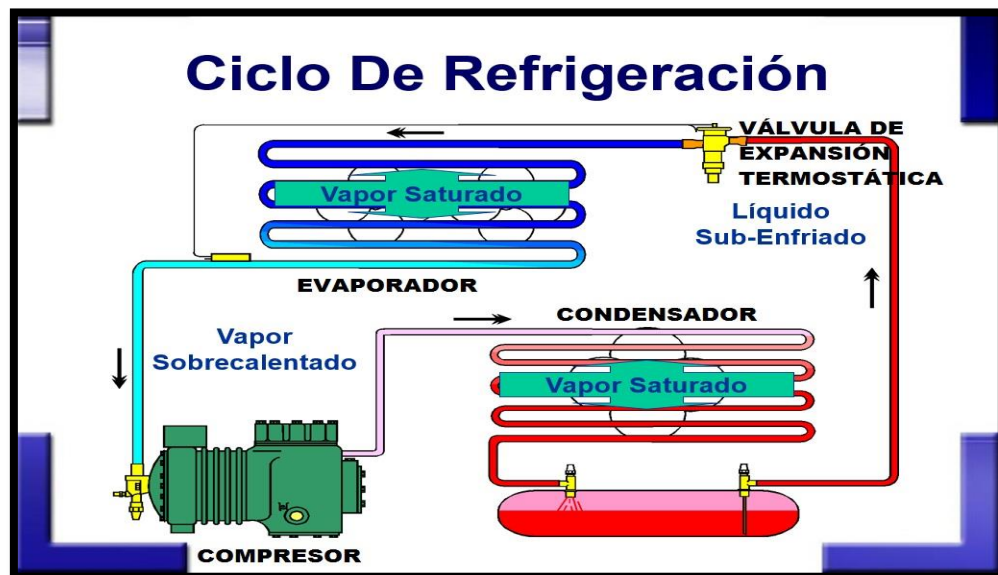 Ciclo De Refrigeración
VÁLVULA DE
EXPANSIÓN
TERMOSTÁTICA
Vapor Saturado
Líquido
Sub-Enfriado
EVAPORADOR
CONDENSADOR
Vapor
Sobrecalentado
Vapor Saturado
COMPRESOR